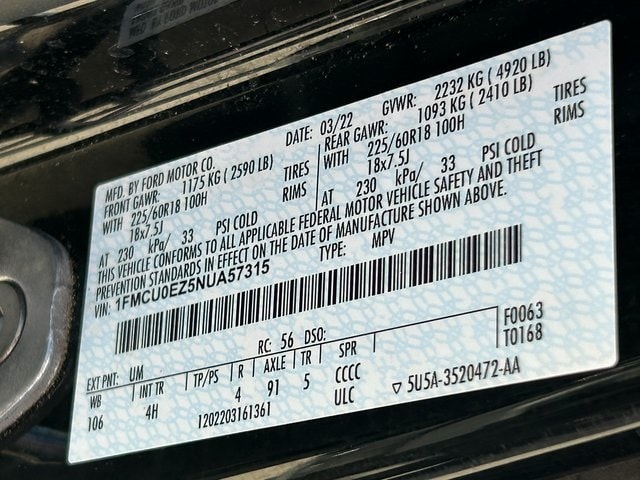 MFD. BY FORD MOTOR CO. DATE: 03/22 GVWR: 2232 KG ( 4920 LB)
FRONT GAWR: 1175 KG ( 2590 LB) REAR GAWR: 1093 KG ( 2410 LB)
WITH 225/60R18 100H TIRES WITH 225/60R18 100H TIRES
18x7.5J RIMS 18x7.5J RIMS
AT 230 kPa/ 33 PSI COLD AT 230 kPa/ 33 PSI COLD
THIS VEHICLE CONFORMS TO ALL APPLICABLE FEDERAL MOTOR VEHICLE SAFETY AND THEFT
PREVENTION STANDARDS IN EFFECT ON THE DATE OF MANUFACTURE SHOWN ABOVE.
VIN: 1FMCU0EZ5NUA57315 TYPE: MPV
F0063
T0168
EXT PNT: UM RC: 56 DSO:
WB INT TR TP/PS R AXLE TR SPR
106 4H 4 91 5 CCCC
1202203161361 ULC ▽ 5U5A-3520472-AA